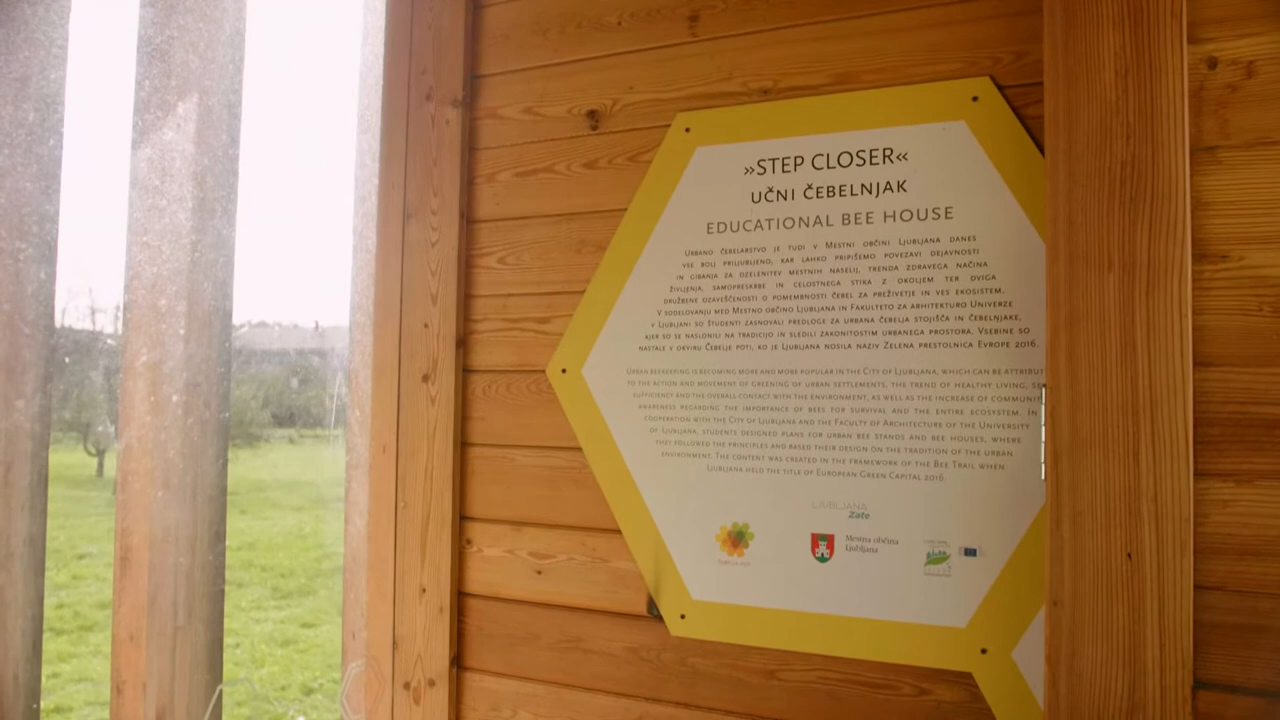 »STEP CLOSER«
UČNI ČEBELNJAK
EDUCATIONAL BEE HOUSE
URBANO ČEBELARSTVO JE TUDI V MESTNI OBČINI LJUBLJANA DANES
VSE BOLJ PRILJUBLJENO, KAR LAHKO PRIPIŠEMO POVEZAVI DEJAVNOSTI
IN GIBANJA ZA OZELENITEV MESTNIH NASELIJ, TRENDA ZDRAVEGA NAČINA
ŽIVLJENJA, SAMOPRESKRBE IN CELOSTNEGA STIKA Z OKOLJEM TER DVIGA
DRUŽBENE OZAVEŠČENOSTI O POMEMBNOSTI ČEBEL ZA PREŽIVETJE IN VES EKOSISTEM.
V SODELOVANJU MED MESTNO OBČINO LJUBLJANA IN FAKULTETO ZA ARHITEKTURO UNIVERZE
V LJUBLJANI SO ŠTUDENTI ZASNOVALI PREDLOGE ZA URBANA ČEBELJA STOJIŠČA IN ČEBELNJAKE,
KJER SO SE NASLONILI NA TRADICIJO IN SLEDILI ZAKONITOSTIM URBANEGA PROSTORA. VSEBINE SO
NASTALE V OKVIRU ČEBELJE POTI, KO JE LJUBLJANA NOSILA NAZIV ZELENA PRESTOLNICA EVROPE 2016.
URBAN BEEKEEPING IS BECOMING MORE AND MORE POPULAR IN THE CITY OF LJUBLJANA, WHICH CAN BE ATTRIBUT
TO THE ACTION AND MOVEMENT OF GREENING OF URBAN SETTLEMENTS, THE TREND OF HEALTHY LIVING, SE
SUFFICIENCY AND THE OVERALL CONTACT WITH THE ENVIRONMENT, AS WELL AS THE INCREASE OF COMMUNI
AWARENESS REGARDING THE IMPORTANCE OF BEES FOR SURVIVAL AND THE ENTIRE ECOSYSTEM. IN
COOPERATION WITH THE CITY OF LJUBLJANA AND THE FACULTY OF ARCHITECTURE OF THE UNIVERSITY
OF LJUBLJANA, STUDENTS DESIGNED PLANS FOR URBAN BEE STANDS AND BEE HOUSES, WHERE
THEY FOLLOWED THE PRINCIPLES AND BASED THEIR DESIGN ON THE TRADITION OF THE URBAN
ENVIRONMENT. THE CONTENT WAS CREATED IN THE FRAMEWORK OF THE BEE TRAIL WHEN
LJUBLJANA HELD THE TITLE OF EUROPEAN GREEN CAPITAL 2016.
LJUBLJANA
Zate
Mestna občina
Ljubljana